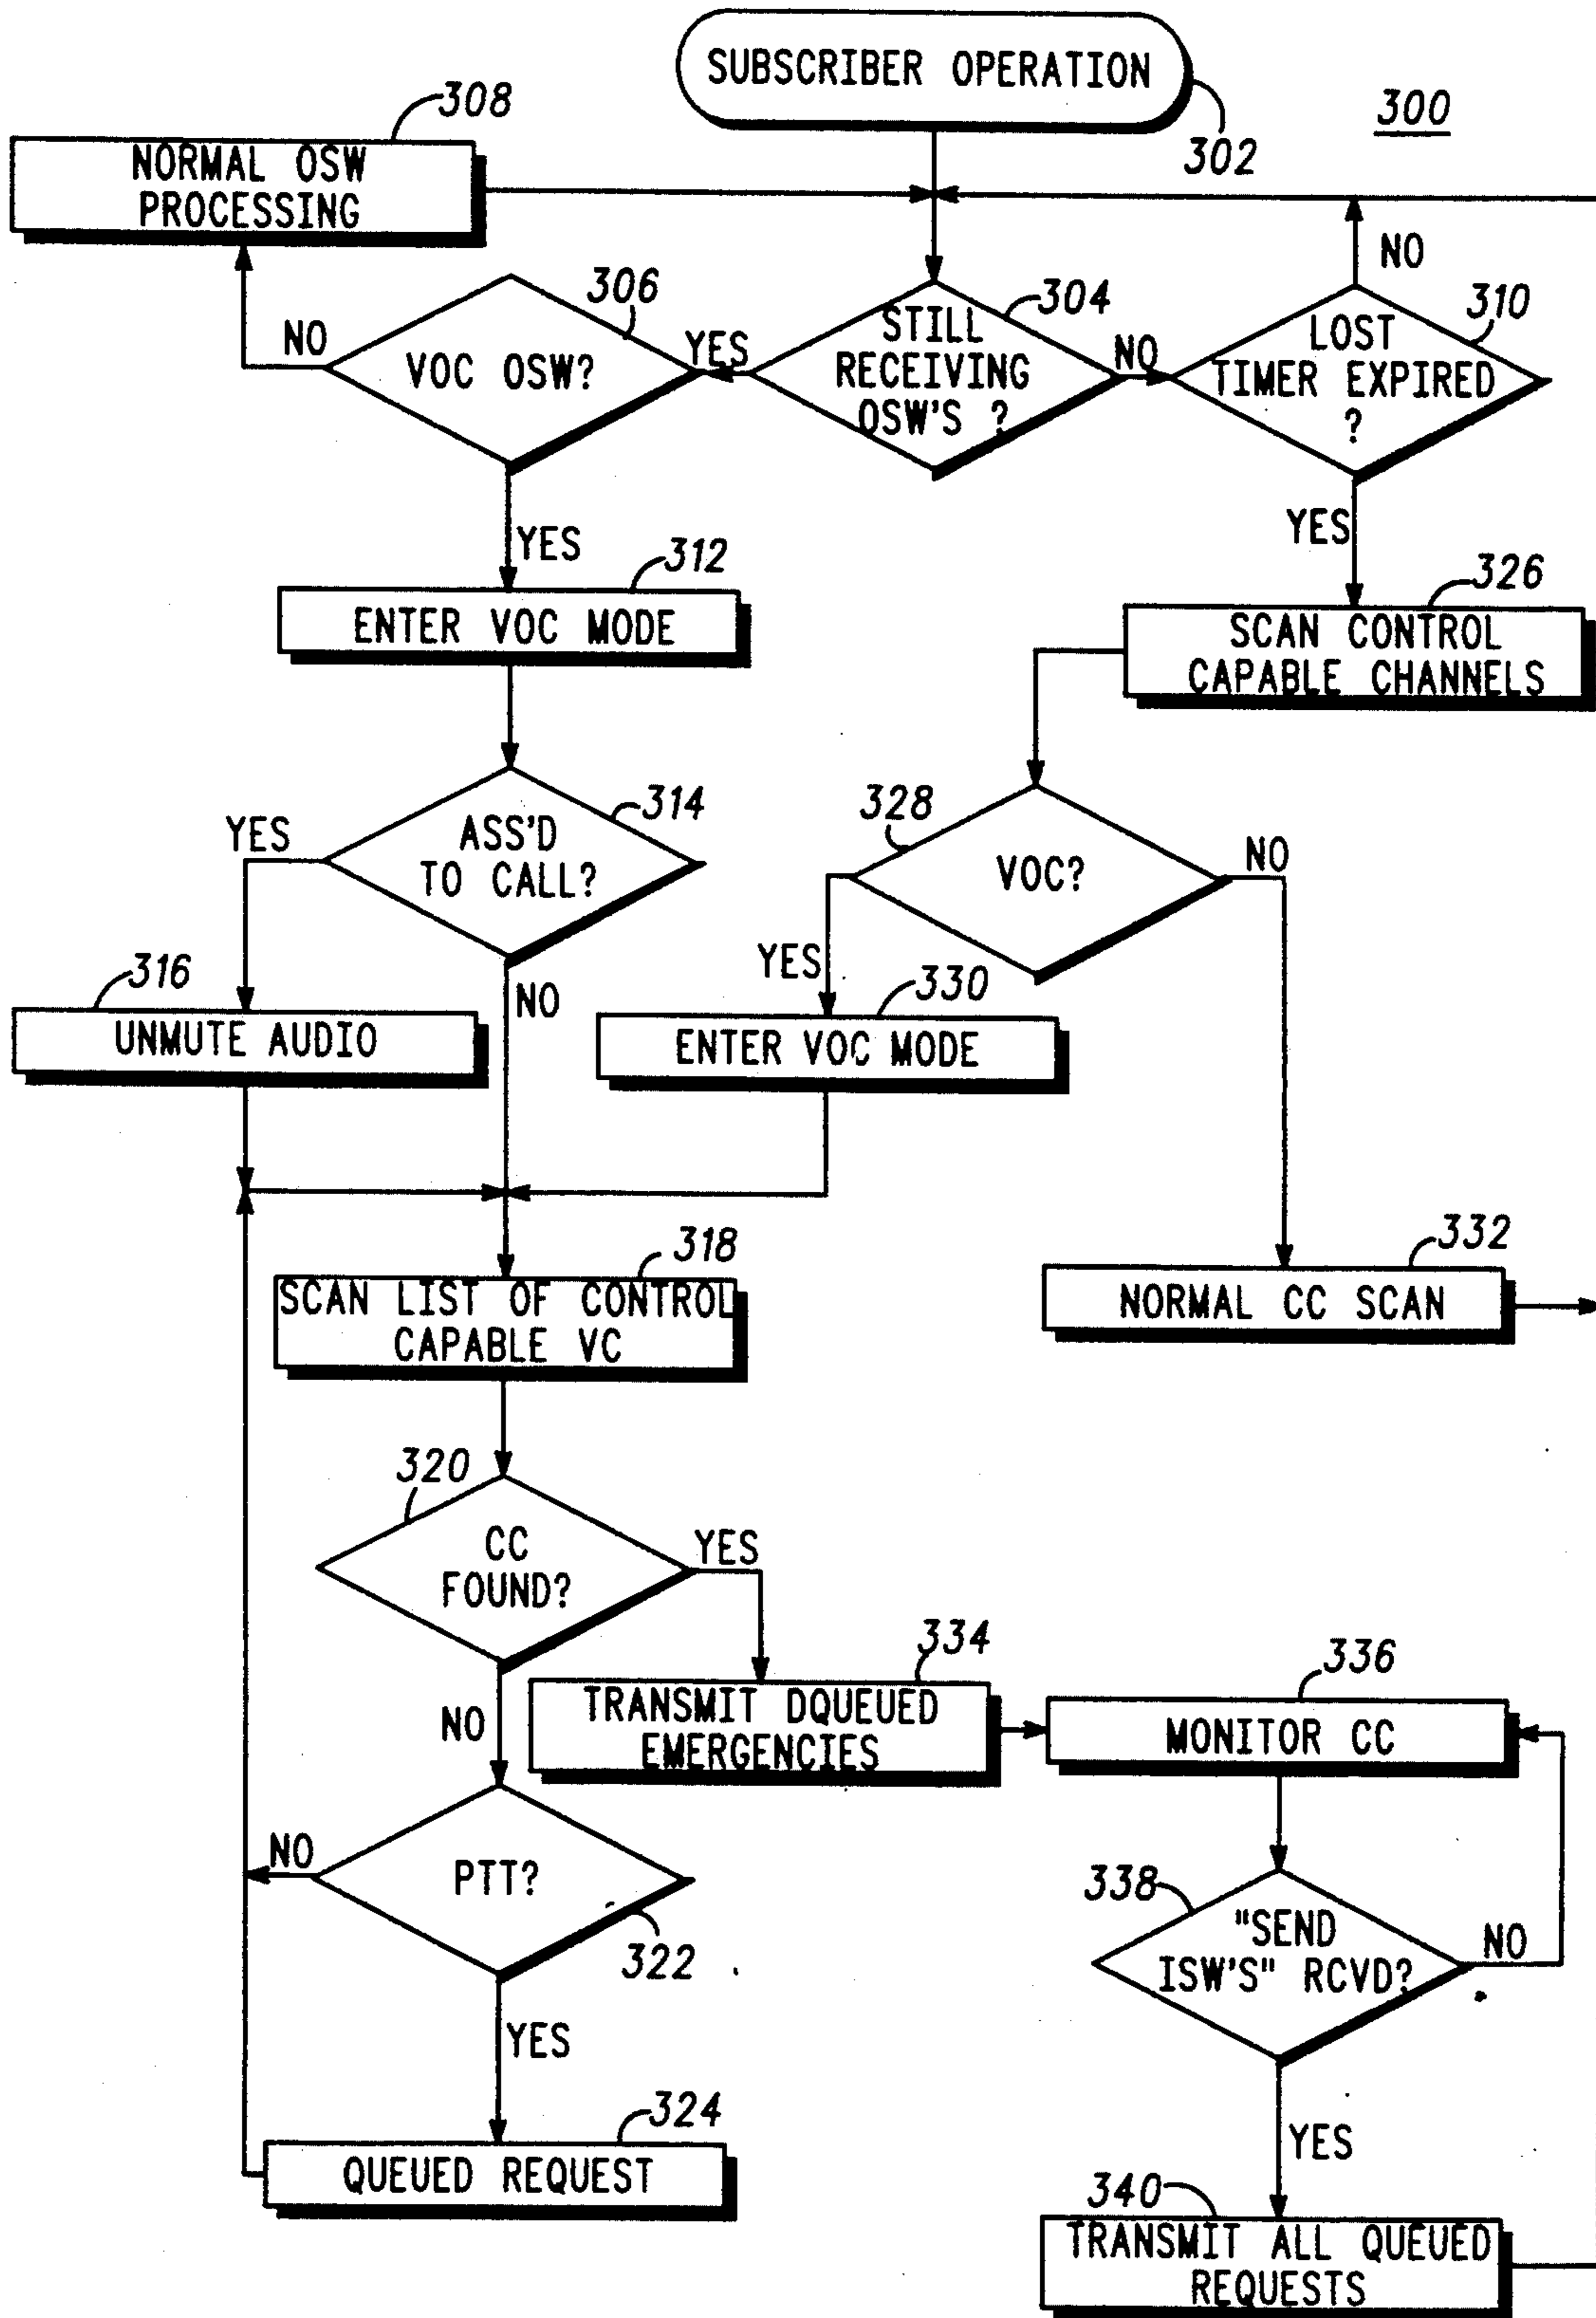 SUBSCRIBER OPERATION
302
300
308
NORMAL OSW
PROCESSING
NO
306
VOC OSW?
YES
304
STILL
RECEIVING
OSW'S ?
NO
310
LOST
TIMER EXPIRED
?
NO
YES
YES
312
ENTER VOC MODE
326
SCAN CONTROL
CAPABLE CHANNELS
314
ASS'D
TO CALL?
YES
NO
328
VOC?
NO
YES
316
UNMUTE AUDIO
330
ENTER VOC MODE
318
SCAN LIST OF CONTROL
CAPABLE VC
332
NORMAL CC SCAN
320
CC
FOUND?
YES
NO
334
TRANSMIT DQUEUED
EMERGENCIES
336
MONITOR CC
NO
PTT?
322
338
"SEND
ISW'S" RCVD?
NO
YES
YES
324
QUEUED REQUEST
340
TRANSMIT ALL QUEUED
REQUESTS